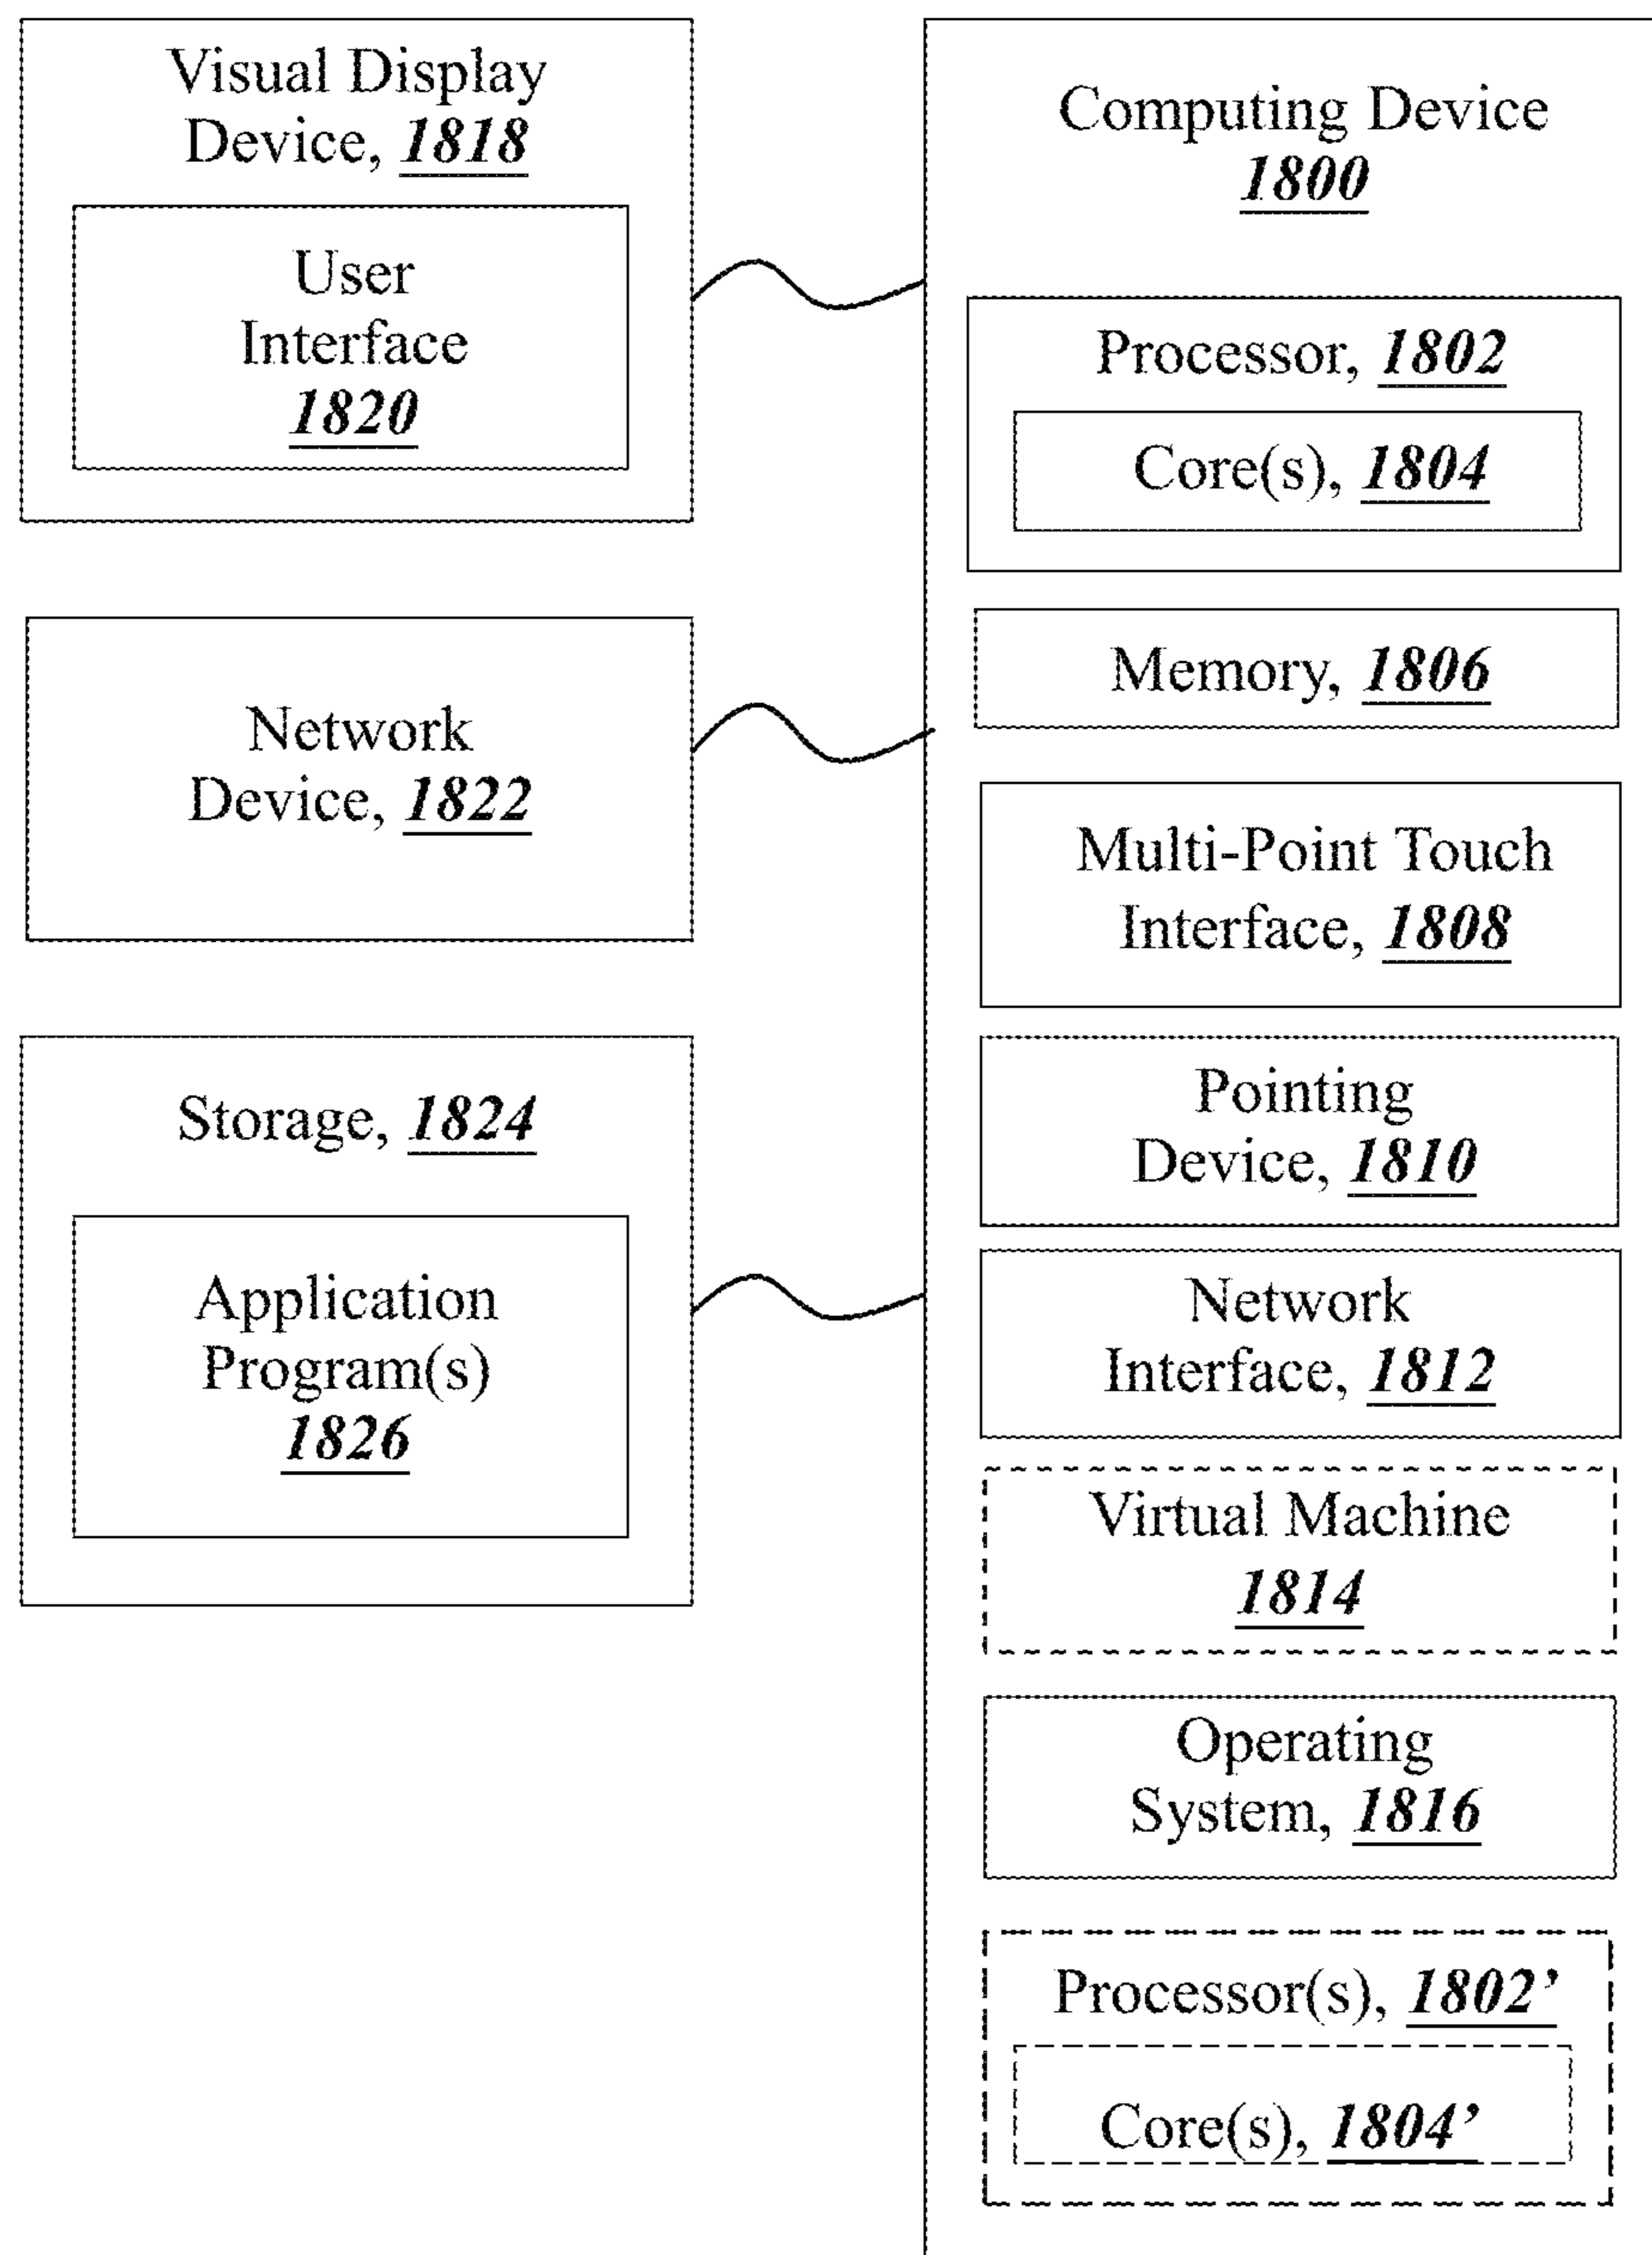 Visual Display
Device, 1818
User
Interface
1820
Network
Device, 1822
Storage, 1824
Application
Program(s)
1826
Computing Device
1800
Processor, 1802
Core(s), 1804
Memory, 1806
Multi-Point Touch
Interface, 1808
Pointing
Device, 1810
Network
Interface, 1812
Virtual Machine
1814
Operating
System, 1816
Processor(s), 1802’
Core(s), 1804’